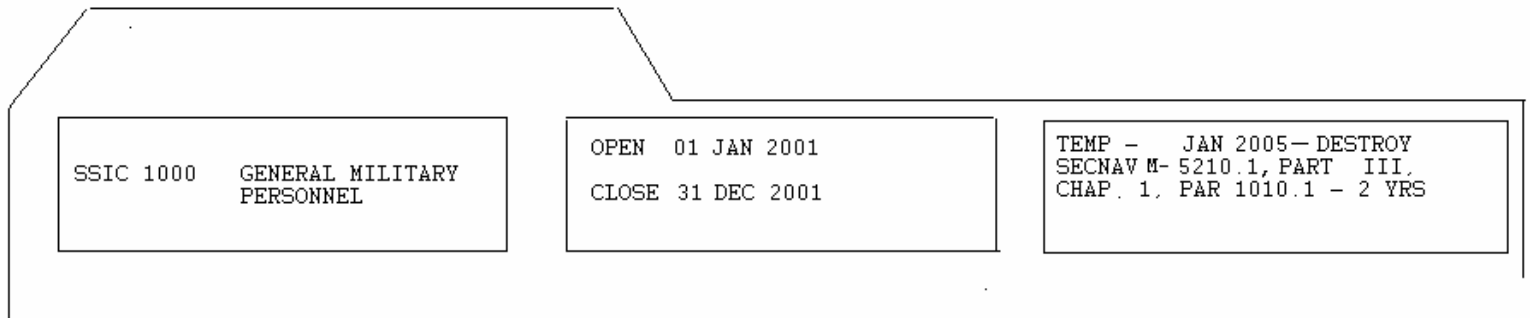 SSIC 1000 GENERAL MILITARY
PERSONNEL
OPEN 01 JAN 2001
CLOSE 31 DEC 2001
TEMP – JAN 2005—DESTROY
SECNAV M- 5210.1, PART III,
CHAP. 1, PAR 1010.1 – 2 YRS